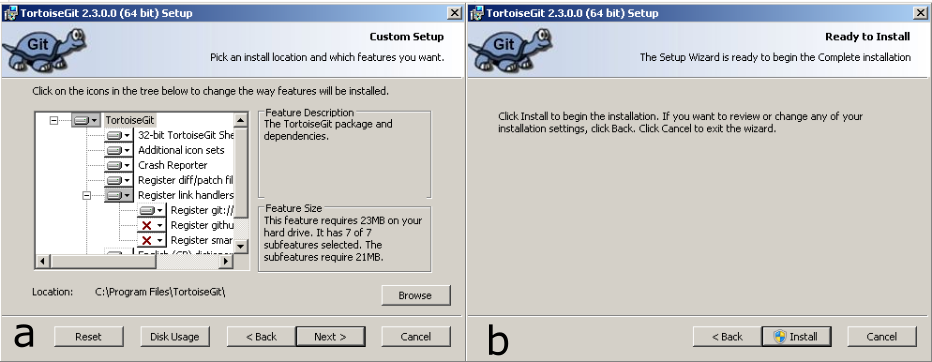 TortoiseGit 2.3.0.0 (64 bit) Setup
Git
Custom Setup
Pick an install location and which features you want.
Click on the icons in the tree below to change the way features will be installed.
TortoiseGit
32-bit TortoiseGit She
Additional icon sets
Crash Reporter
Register diff/patch fil
Register link handlers
Register git://
Register githu
Register smar
English (GB) dictionar
Feature Description
The TortoiseGit package and
dependencies.
Feature Size
This feature requires 23MB on your
hard drive. It has 7 of 7
subfeatures selected. The
subfeatures require 21MB.
Location: C:\Program Files\TortoiseGit\
Browse
a
Reset Disk Usage < Back Next > Cancel
TortoiseGit 2.3.0.0 (64 bit) Setup
Git
Ready to Install
The Setup Wizard is ready to begin the Complete installation
Click Install to begin the installation. If you want to review or change any of your
installation settings, click Back. Click Cancel to exit the wizard.
b
< Back Install Cancel